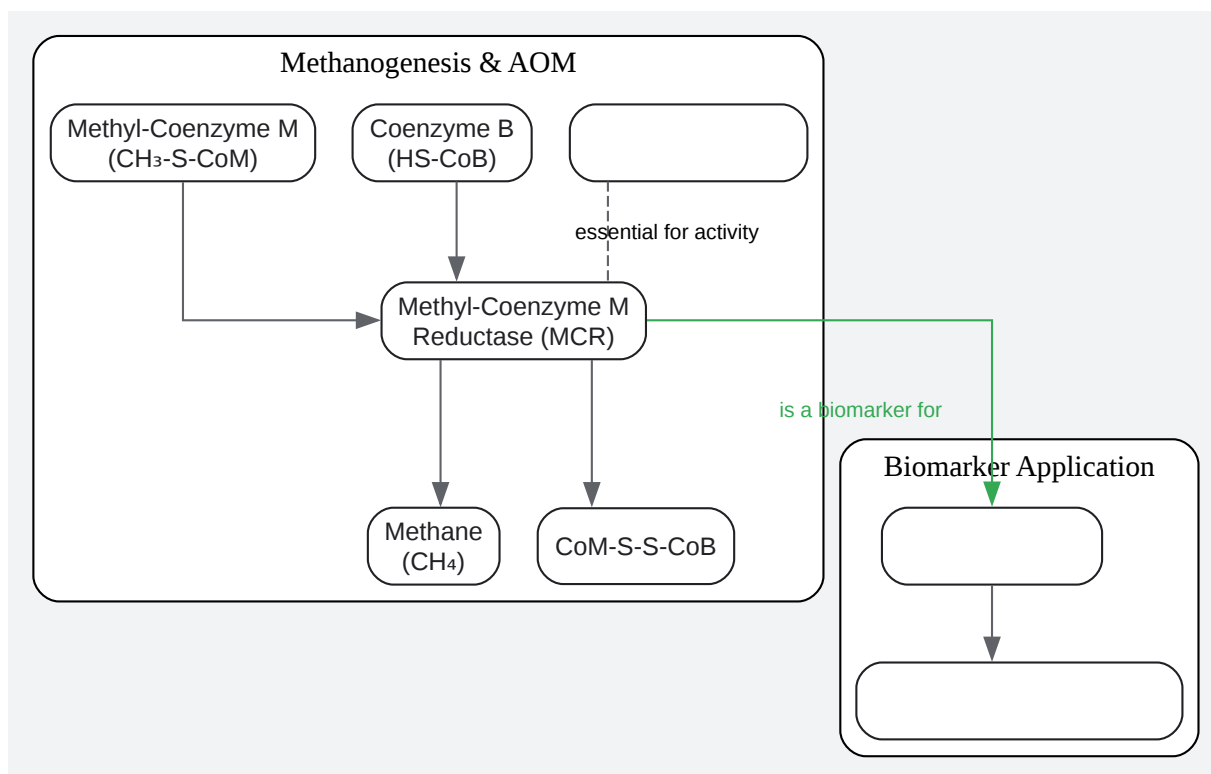 Methanogenesis & AOM
Methyl-Coenzyme M
(CH₃-S-CoM)
Coenzyme B
(HS-CoB)
essential for activity
Methyl-Coenzyme M
Reductase (MCR)
is a biomarker for
Biomarker Application
Methane
(CH₄)
CoM-S-S-CoB